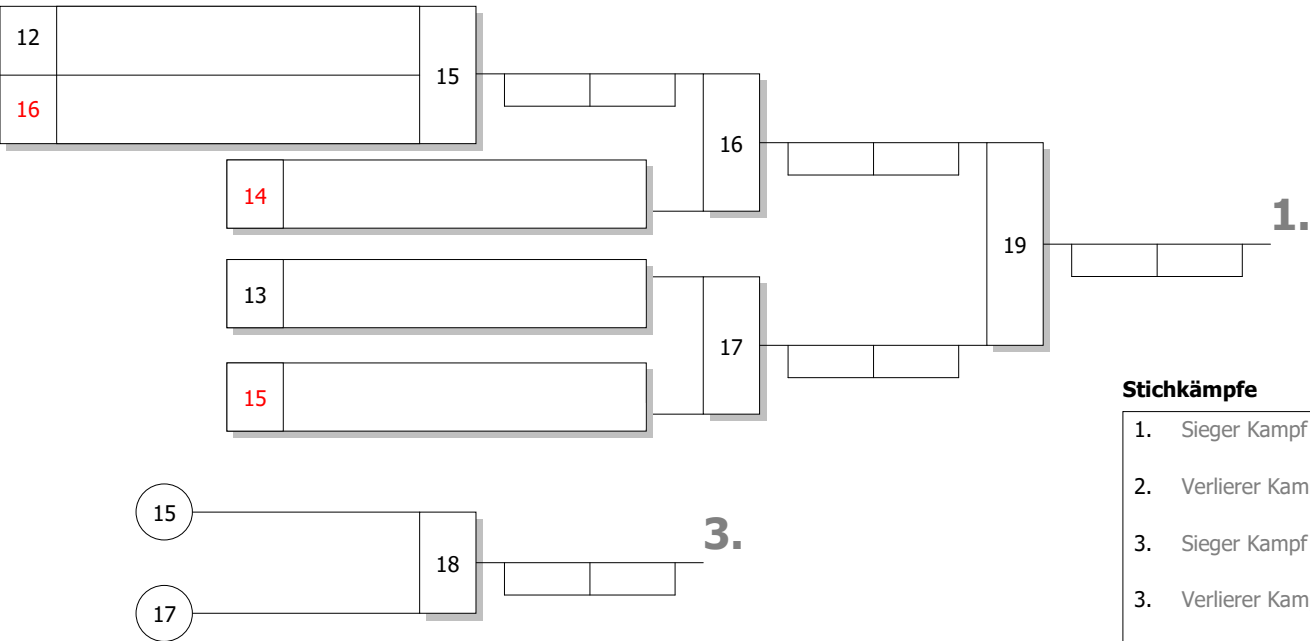 12
15
16
16
14
19
1.
13
17
15
Stichkämpfe
1. Sieger Kampf
2. Verlierer Kam
3. Sieger Kampf
3. Verlierer Kam
15
3.
18
17